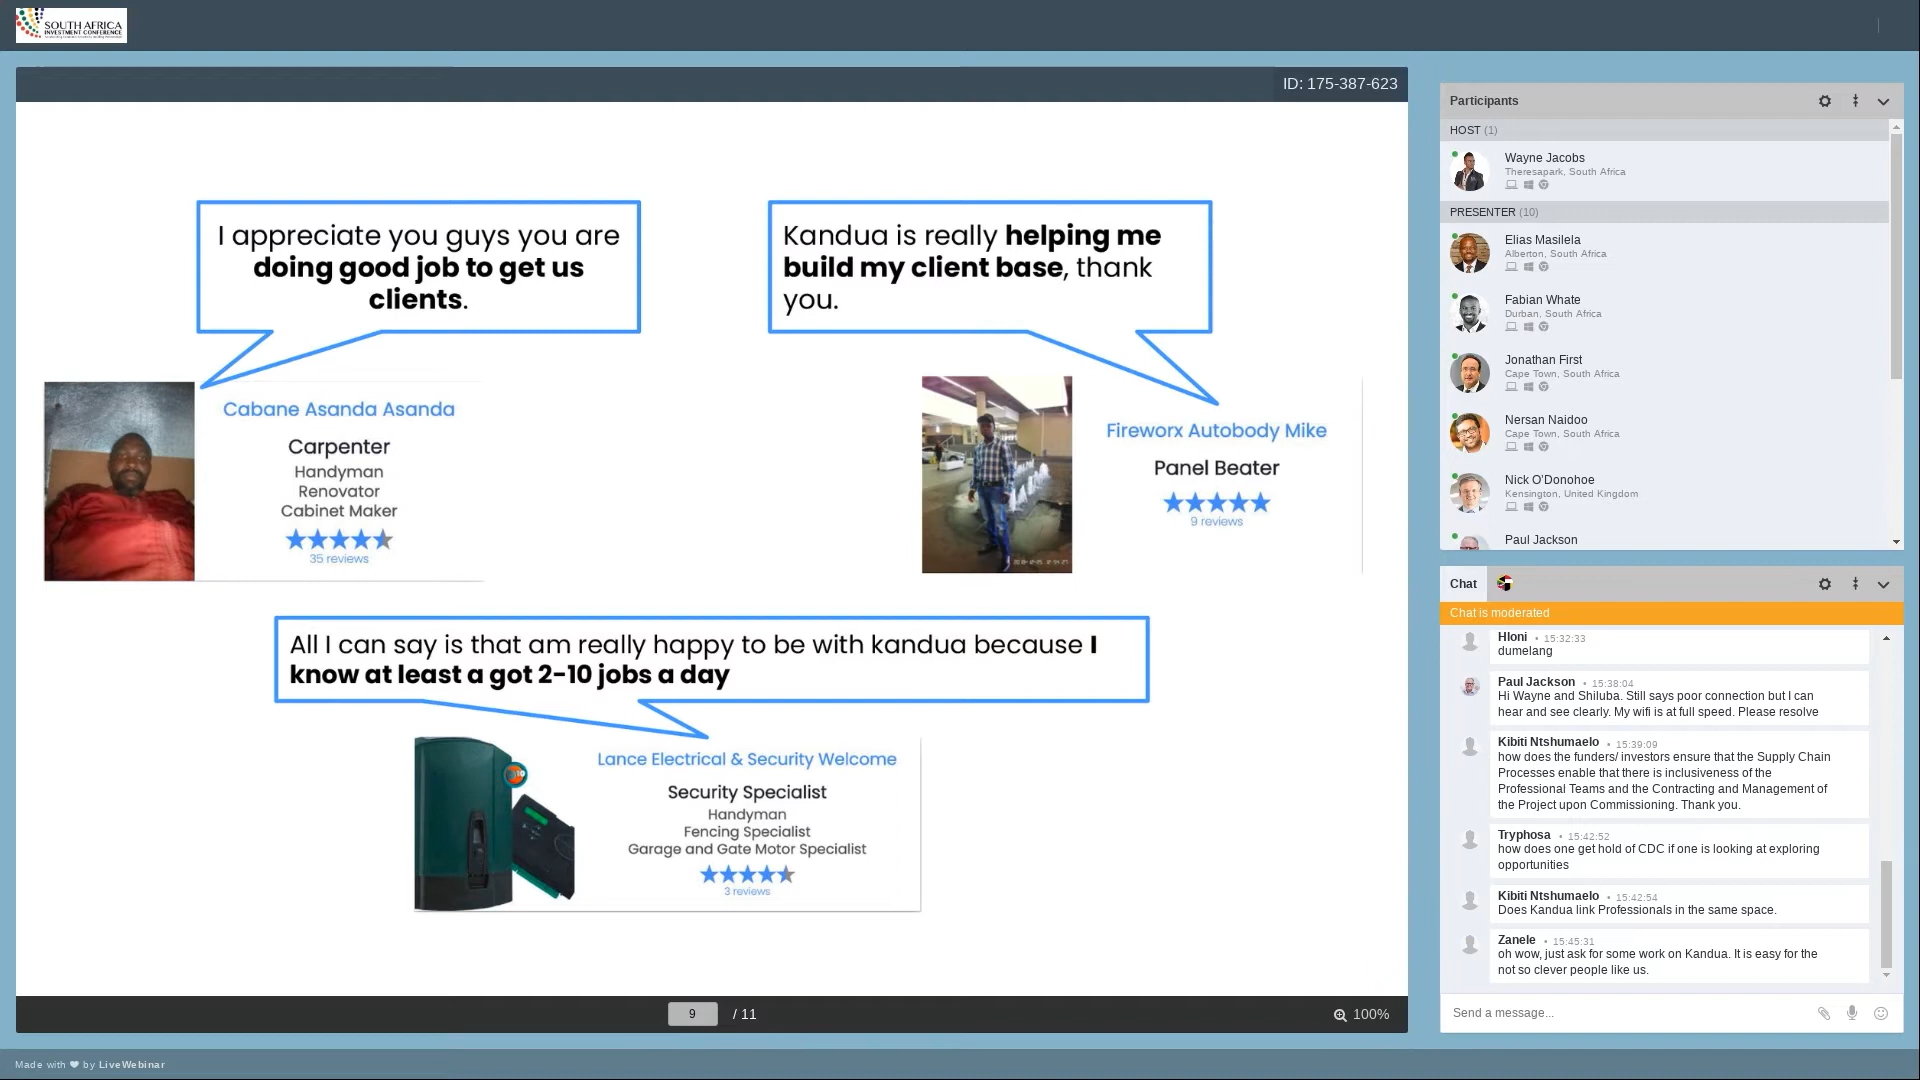 SOUTH AFRICA
INVESTMENT CONFERENCE
ID: 175-387-623
I appreciate you guys you are
doing good job to get us
clients.
Kandua is really helping me
build my client base, thank
you.
Cabane Asanda Asanda
Carpenter
Handyman
Renovator
Cabinet Maker
35 reviews
Fireworx Autobody Mike
Panel Beater
9 reviews
All I can say is that am really happy to be with kandua because I
know at least a got 2-10 jobs a day
Lance Electrical & Security Welcome
Security Specialist
Handyman
Fencing Specialist
Garage and Gate Motor Specialist
3 reviews
9 / 11
100%
Participants
HOST (1)
Wayne Jacobs
Theresapark, South Africa
PRESENTER (10)
Elias Masilela
Alberton, South Africa
Fabian Whate
Durban, South Africa
Jonathan First
Cape Town, South Africa
Nersan Naidoo
Cape Town, South Africa
Nick O'Donohoe
Kensington, United Kingdom
Paul Jackson
Chat
Chat is moderated
Hloni • 15:32:33
dumelang
Paul Jackson • 15:38:04
Hi Wayne and Shiluba. Still says poor connection but I can
hear and see clearly. My wifi is at full speed. Please resolve
Kibiti Ntshumaelo • 15:39:09
how does the funders/ investors ensure that the Supply Chain
Processes enable that there is inclusiveness of the
Professional Teams and the Contracting and Management of
the Project upon Commissioning. Thank you.
Tryphosa • 15:42:52
how does one get hold of CDC if one is looking at exploring
opportunities
Kibiti Ntshumaelo • 15:42:54
Does Kandua link Professionals in the same space.
Zanele • 15:45:31
oh wow, just ask for some work on Kandua. It is easy for the
not so clever people like us.
Send a message...
Made with ❤ by LiveWebinar